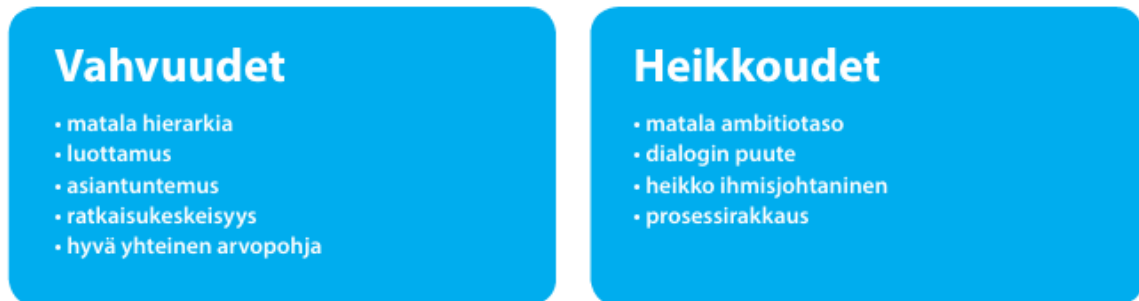 Vahvuudet
• matala hierarkia
• luottamus
• asiantuntemus
• ratkaisukeskeisyys
• hyvä yhteinen arvopohja
Heikkoudet
• matala ambitiotaso
• dialogin puute
• heikko ihmisjohtaninen
• prosessirakkaus